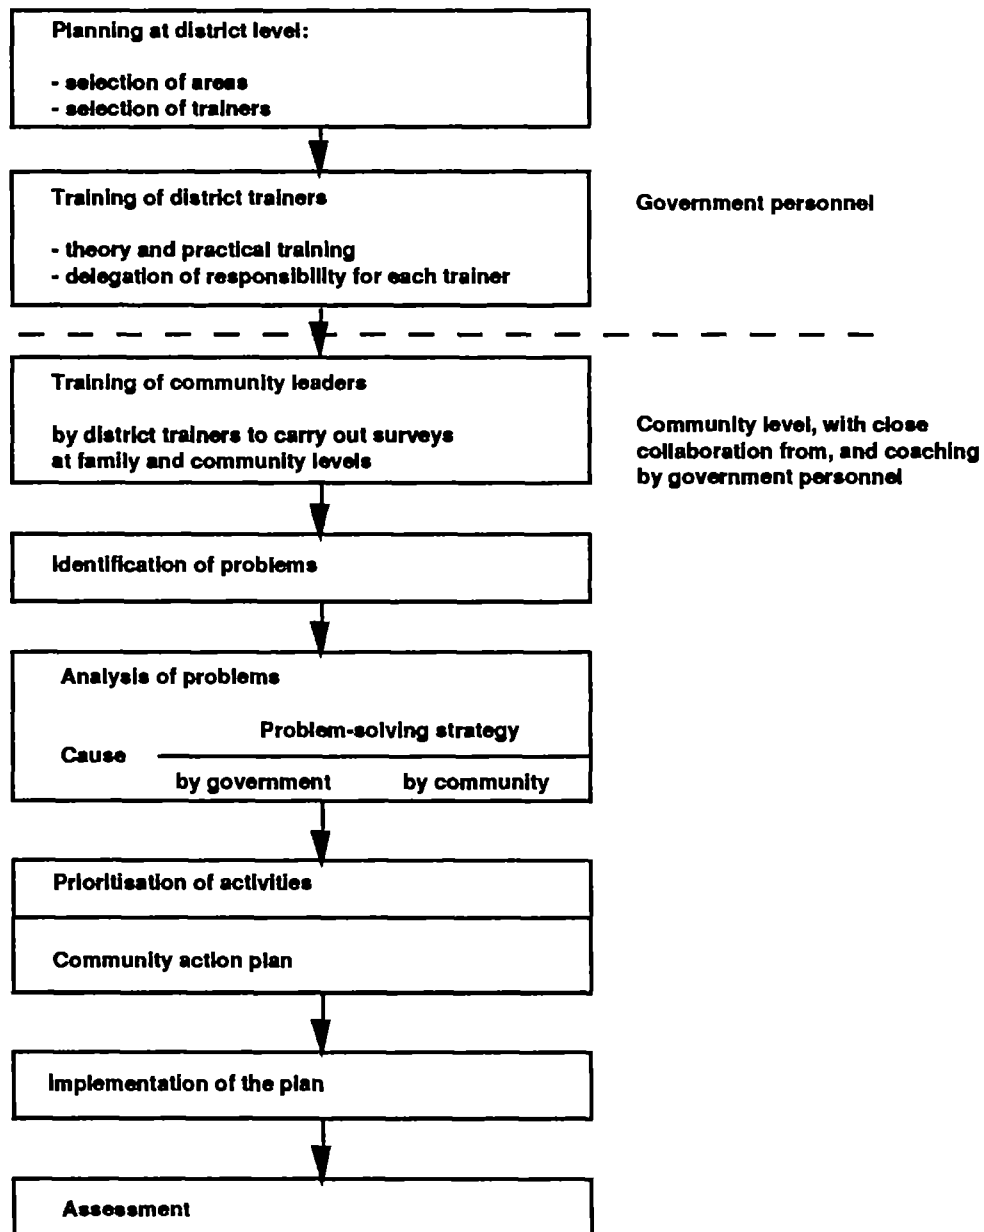 Planning at district level:
- selection of areas
- selection of trainers
Training of district trainers
- theory and practical training
- delegation of responsibility for each trainer
Government personnel
Training of community leaders
by district trainers to carry out surveys
at family and community levels
Community level, with close
collaboration from, and coaching
by government personnel
Identification of problems
Analysis of problems
Problem-solving strategy
Cause
by government by community
Prioritisation of activities
Community action plan
Implementation of the plan
Assessment